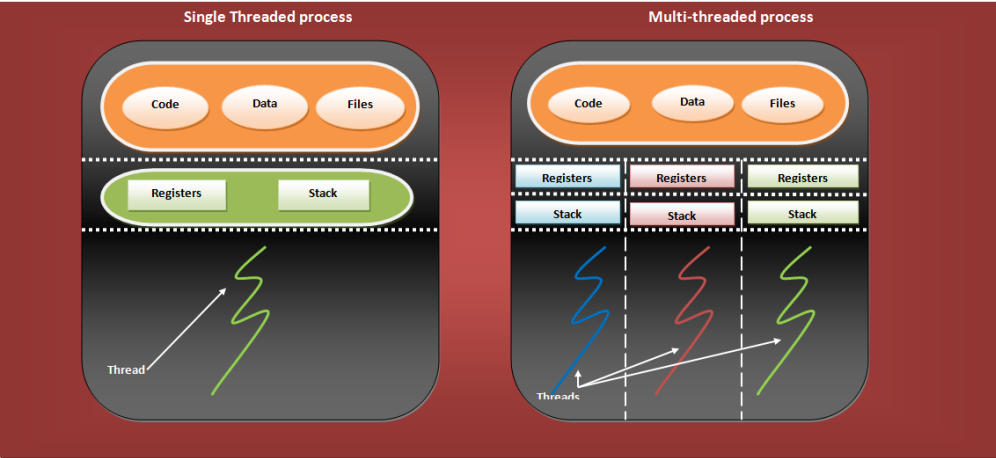 Single Threaded process
Code Data Files
Registers Stack
Thread
Multi-threaded process
Code Data Files
Registers Registers Registers
Stack Stack Stack
Threads